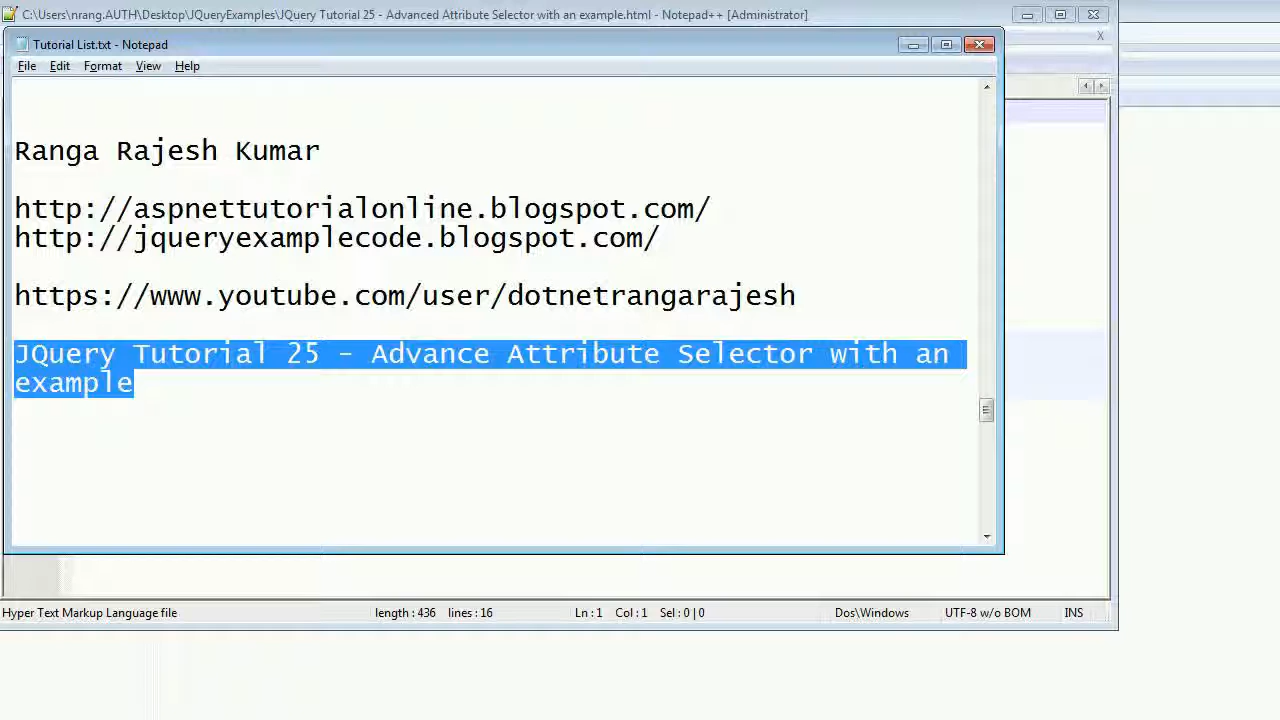 C:\Users\nrang.AUTH\Desktop\JQueryExamples\JQuery Tutorial 25 - Advanced Attribute Selector with an example.html - Notepad++ [Administrator]
X
Tutorial List.txt - Notepad
File Edit Format View Help
Ranga Rajesh Kumar
http://aspnettutorialonline.blogspot.com/
http://jqueryexamplecode.blogspot.com/
https://www.youtube.com/user/dotnetrangarajesh
JQuery Tutorial 25 - Advance Attribute Selector with an
example
Hyper Text Markup Language file length : 436 lines : 16 Ln : 1 Col : 1 Sel : 0 | 0 Dos\Windows UTF-8 w/o BOM INS